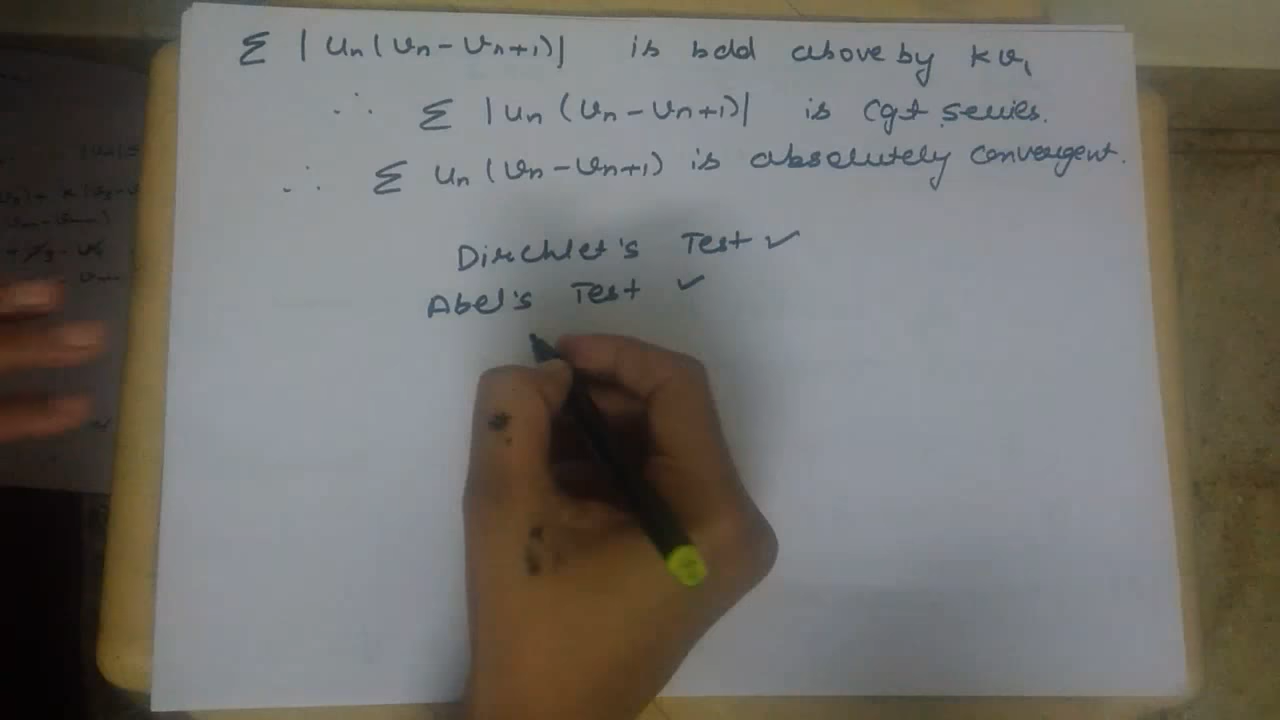 Σ |un(vn-vn+1)| is bdd above by kv1
∴ Σ |un(vn-vn+1)| is cgt series.
∴ Σ un(vn-vn+1) is absolutely convergent.
Dirchlet's Test ✓
Abel's Test ✓